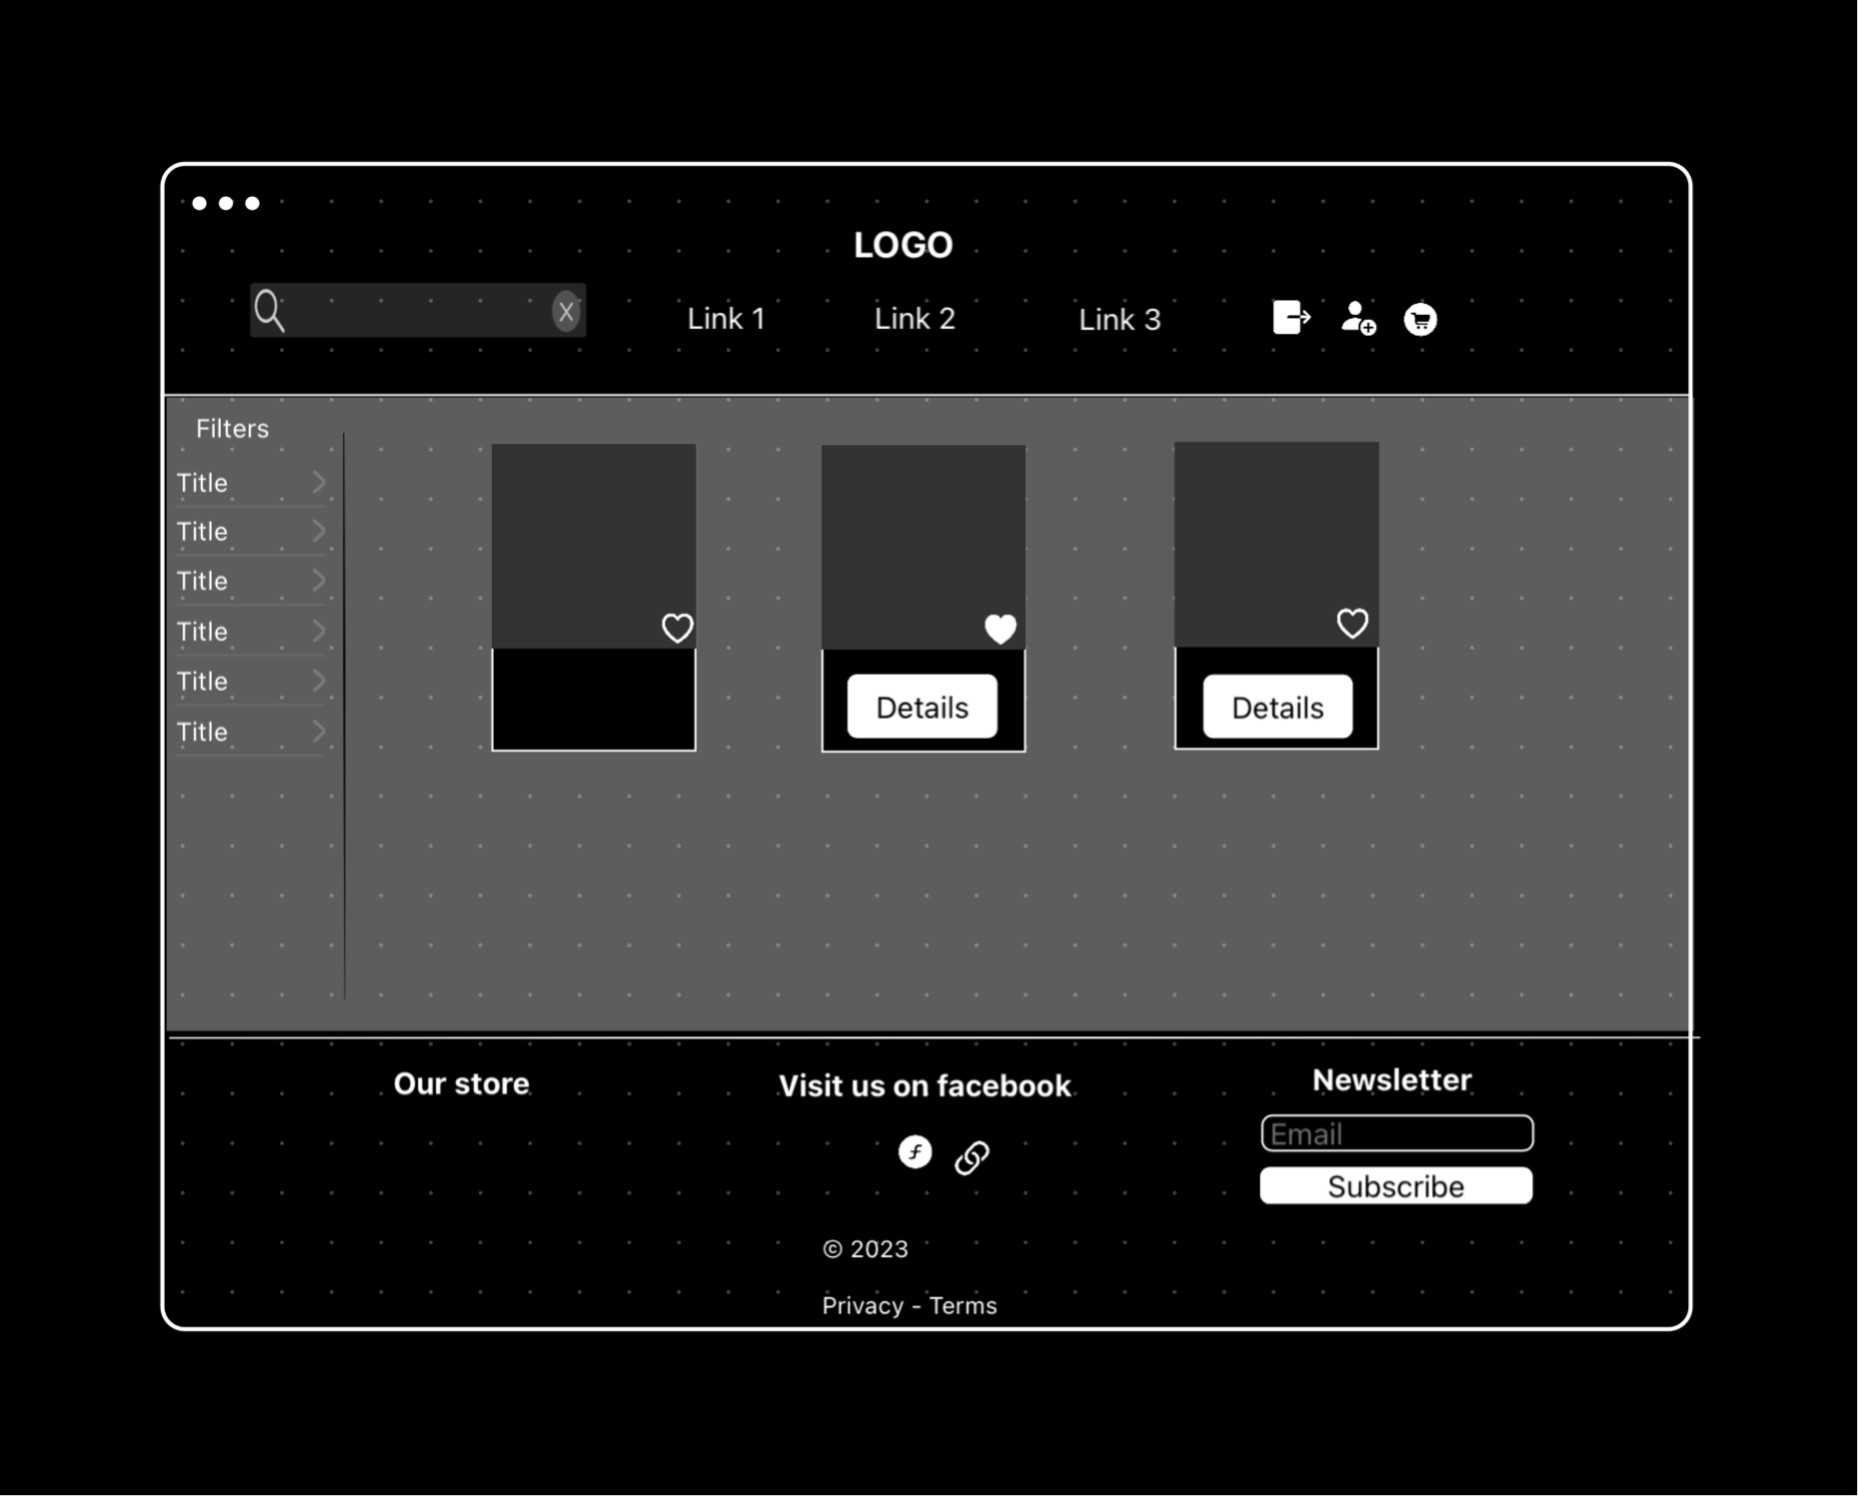 LOGO
X
Link 1
Link 2
Link 3
Filters
Title
Title
Title
Title
Title
Title
Details
Details
Our store
Visit us on facebook
Newsletter
Email
f
Subscribe
© 2023
Privacy - Terms